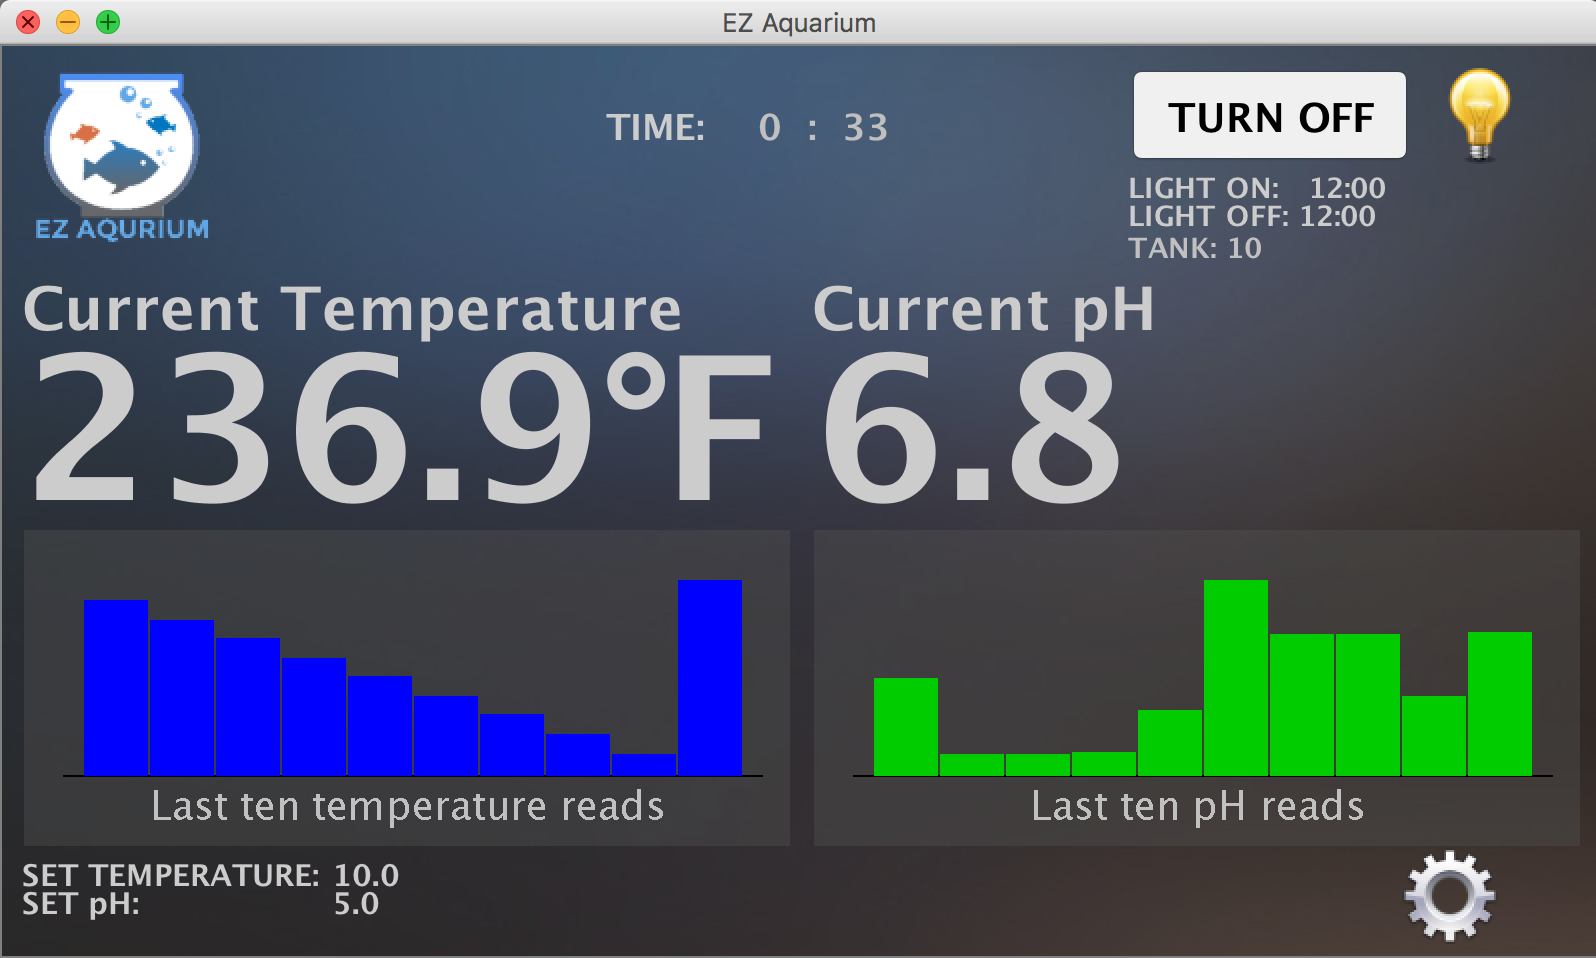 EZ Aquarium
EZ AQURIUM
TIME: 0 : 33
TURN OFF
LIGHT ON: 12:00
LIGHT OFF: 12:00
TANK: 10
Current Temperature
236.9°F
Current pH
6.8
Last ten temperature reads
Last ten pH reads
SET TEMPERATURE: 10.0
SET pH: 5.0